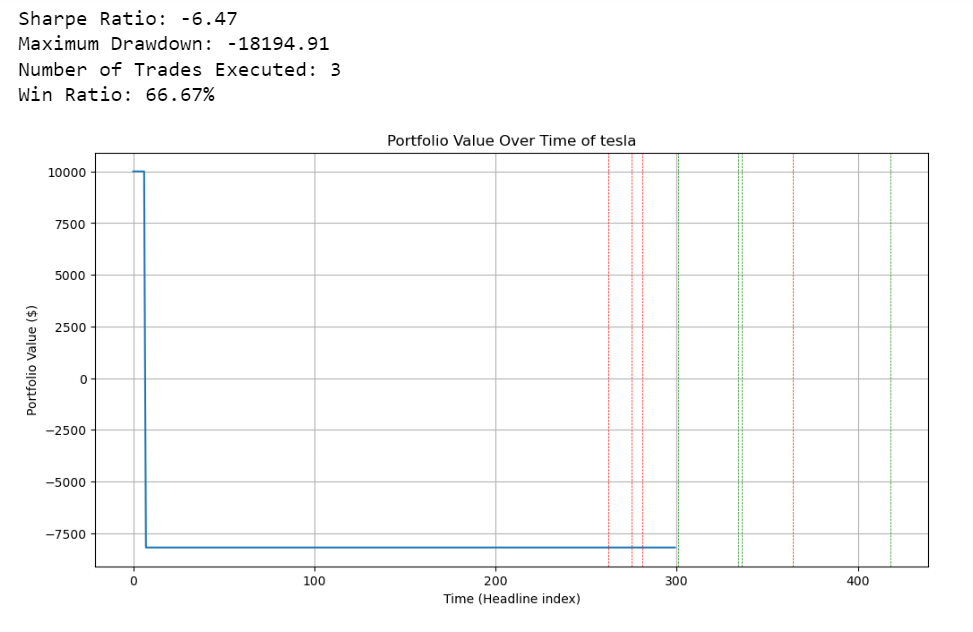 Sharpe Ratio: -6.47
Maximum Drawdown: -18194.91
Number of Trades Executed: 3
Win Ratio: 66.67%
Portfolio Value Over Time of tesla
10000
7500
5000
2500
0
−2500
−5000
−7500
Portfolio Value ($)
0 100 200 300 400
Time (Headline index)